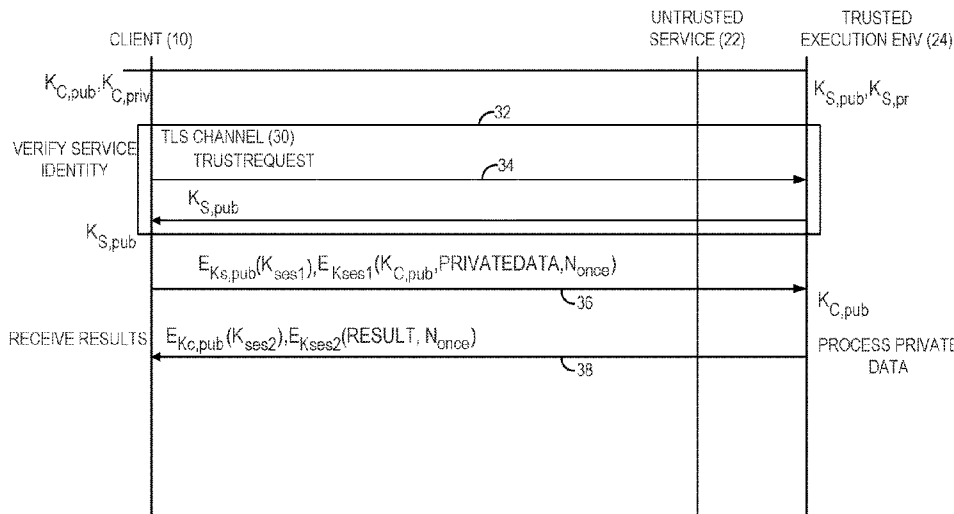 CLIENT (10)
UNTRUSTED
SERVICE (22)
TRUSTED
EXECUTION ENV (24)
K_C,pub, K_C,priv
K_S,pub, K_S,pr
32
VERIFY SERVICE
IDENTITY
TLS CHANNEL (30)
TRUSTREQUEST
34
K_S,pub
K_S,pub
E_Ks,pub(K_ses1),E_Kses1(K_C,pub,PRIVATEDATA,N_once)
36
K_C,pub
RECEIVE RESULTS
E_Kc,pub(K_ses2),E_Kses2(RESULT, N_once)
38
PROCESS PRIVATE
DATA